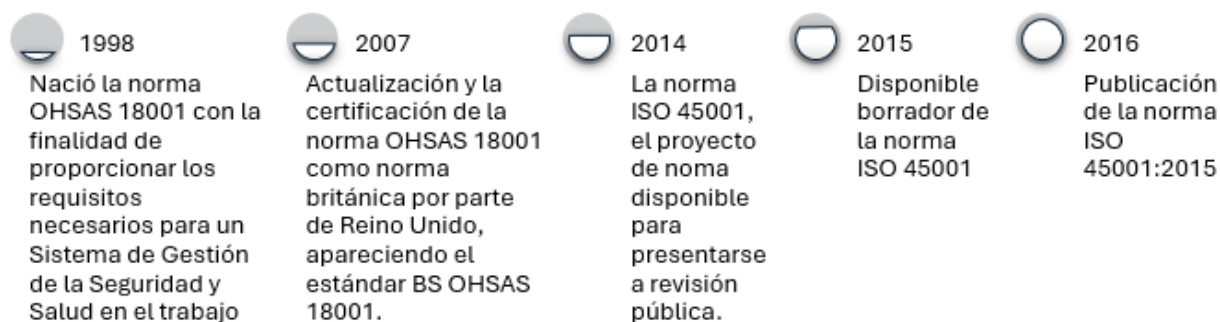 1998
Nació la norma
OHSAS 18001 con la
finalidad de
proporcionar los
requisitos
necesarios para un
Sistema de Gestión
de la Seguridad y
Salud en el trabajo
2007
Actualización y la
certificación de la
norma OHSAS 18001
como norma
británica por parte
de Reino Unido,
apareciendo el
estándar BS OHSAS
18001.
2014
La norma
ISO 45001,
el proyecto
de noma
disponible
para
presentarse
a revisión
pública.
2015
Disponible
borrador de
la norma
ISO 45001
2016
Publicación
de la norma
ISO
45001:2015